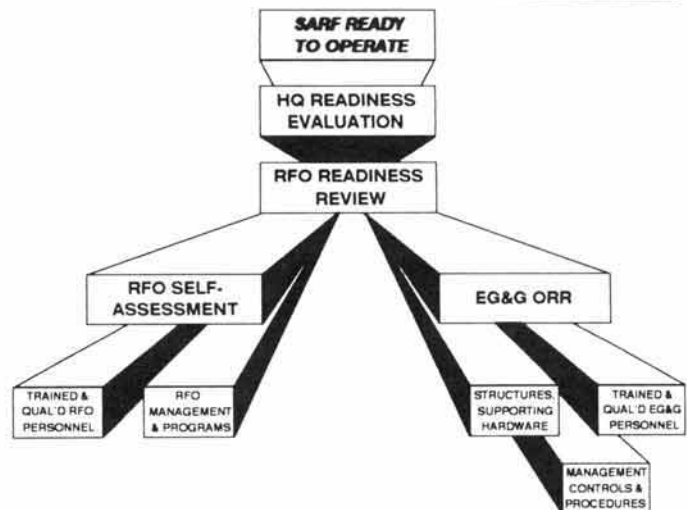 SARF READY
TO OPERATE
HQ READINESS
EVALUATION
RFO READINESS
REVIEW
RFO SELF-
ASSESSMENT
EG&G ORR
TRAINED &
QUAL'D RFO
PERSONNEL
RFO
MANAGEMENT
& PROGRAMS
STRUCTURES,
SUPPORTING
HARDWARE
TRAINED &
QUAL'D EG&G
PERSONNEL
MANAGEMENT
CONTROLS &
PROCEDURES